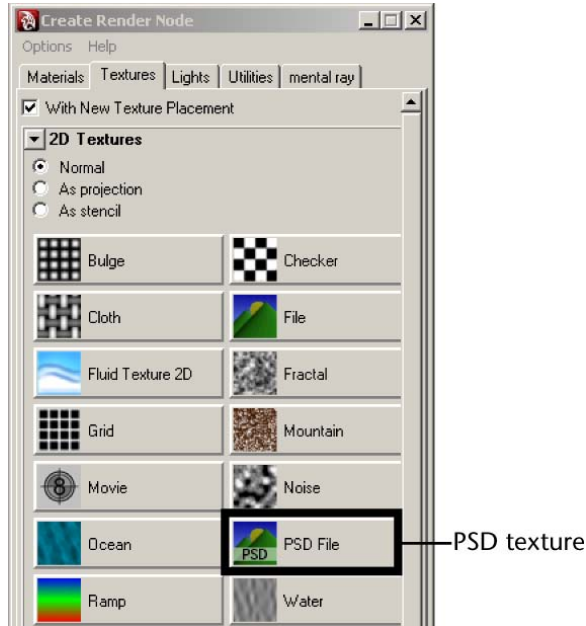 Create Render Node
Options Help
Materials Textures Lights Utilities mental ray
With New Texture Placement
2D Textures
Normal
As projection
As stencil
Bulge Checker
Cloth File
Fluid Texture 2D Fractal
Grid Mountain
8 Movie Noise
Ocean PSD PSD File PSD texture
Ramp Water